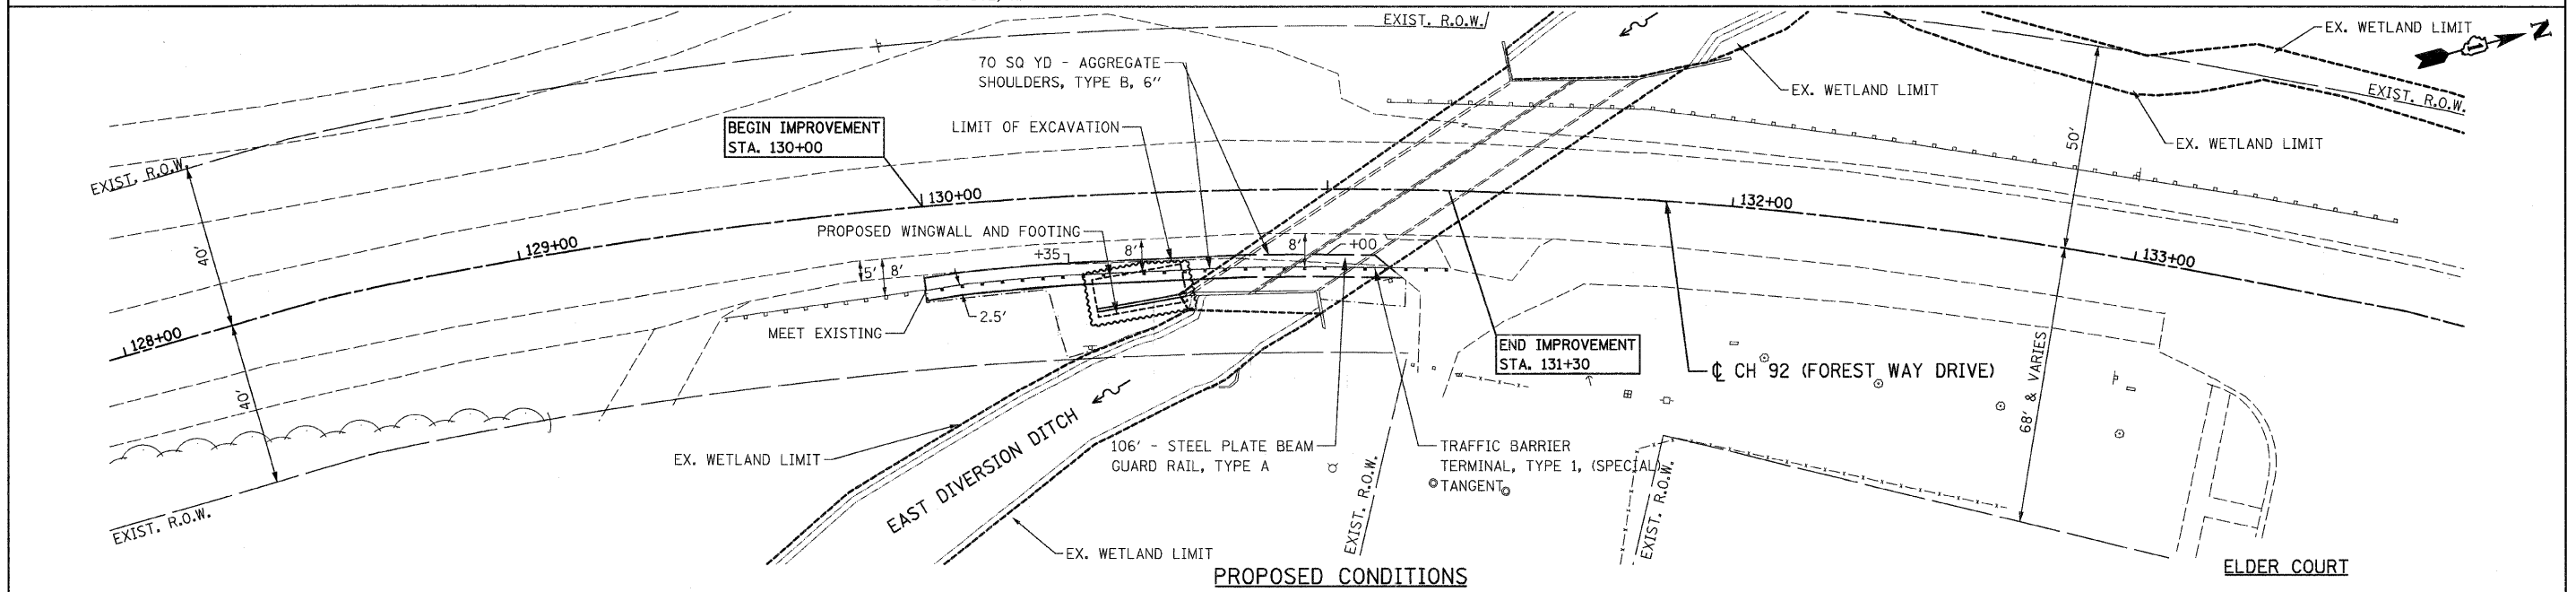 EXIST. R.O.W.
EX. WETLAND LIMIT
N
70 SQ YD - AGGREGATE
SHOULDERS, TYPE B, 6"
EX. WETLAND LIMIT
EXIST. R.O.W.
BEGIN IMPROVEMENT
STA. 130+00
LIMIT OF EXCAVATION
50'
EX. WETLAND LIMIT
EXIST. R.O.W.
130+00
132+00
PROPOSED WINGWALL AND FOOTING
129+00
40'
+35
8'
8'
+00
133+00
5'
8'
2.5'
MEET EXISTING
128+00
END IMPROVEMENT
STA. 131+30
℄ CH 92 (FOREST WAY DRIVE)
68' & VARIES
40'
EAST DIVERSION DITCH
EX. WETLAND LIMIT
106' - STEEL PLATE BEAM
GUARD RAIL, TYPE A
TRAFFIC BARRIER
TERMINAL, TYPE 1, (SPECIAL)
TANGENT
EXIST. R.O.W.
EXIST. R.O.W.
EXIST. R.O.W.
EX. WETLAND LIMIT
PROPOSED CONDITIONS
ELDER COURT